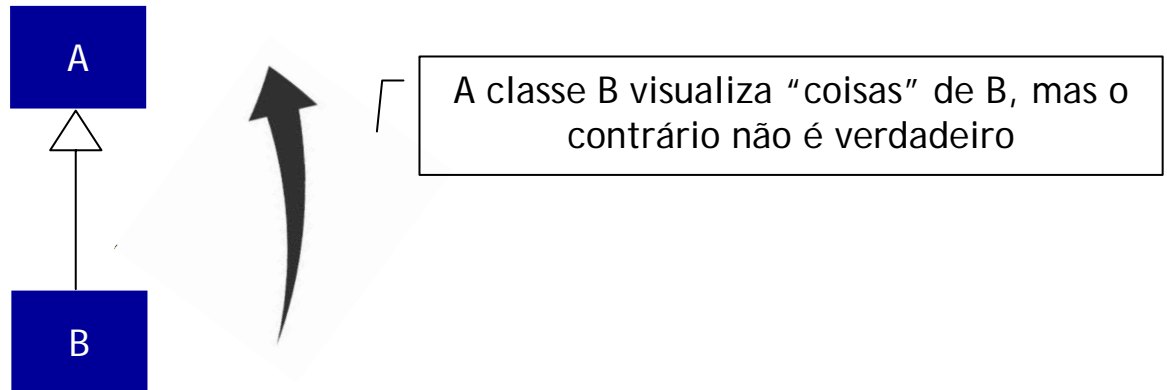 A
A classe B visualiza “coisas” de B, mas o
contrário não é verdadeiro
B